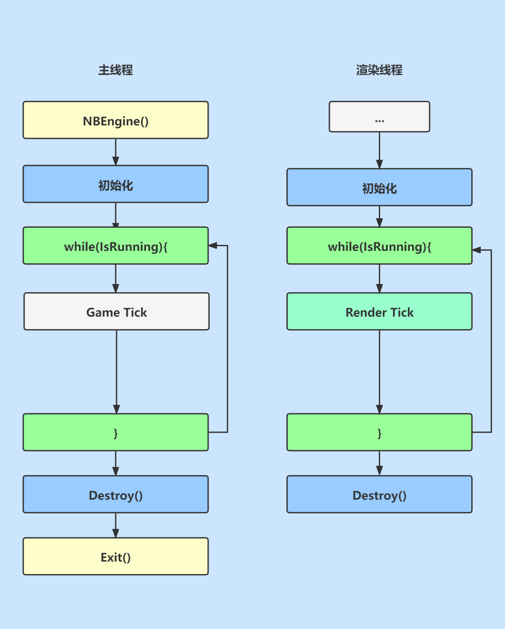 主线程
NBEngine()
初始化
while(IsRunning){
Game Tick
}
Destroy()
Exit()
渲染线程
...
初始化
while(IsRunning){
Render Tick
}
Destroy()